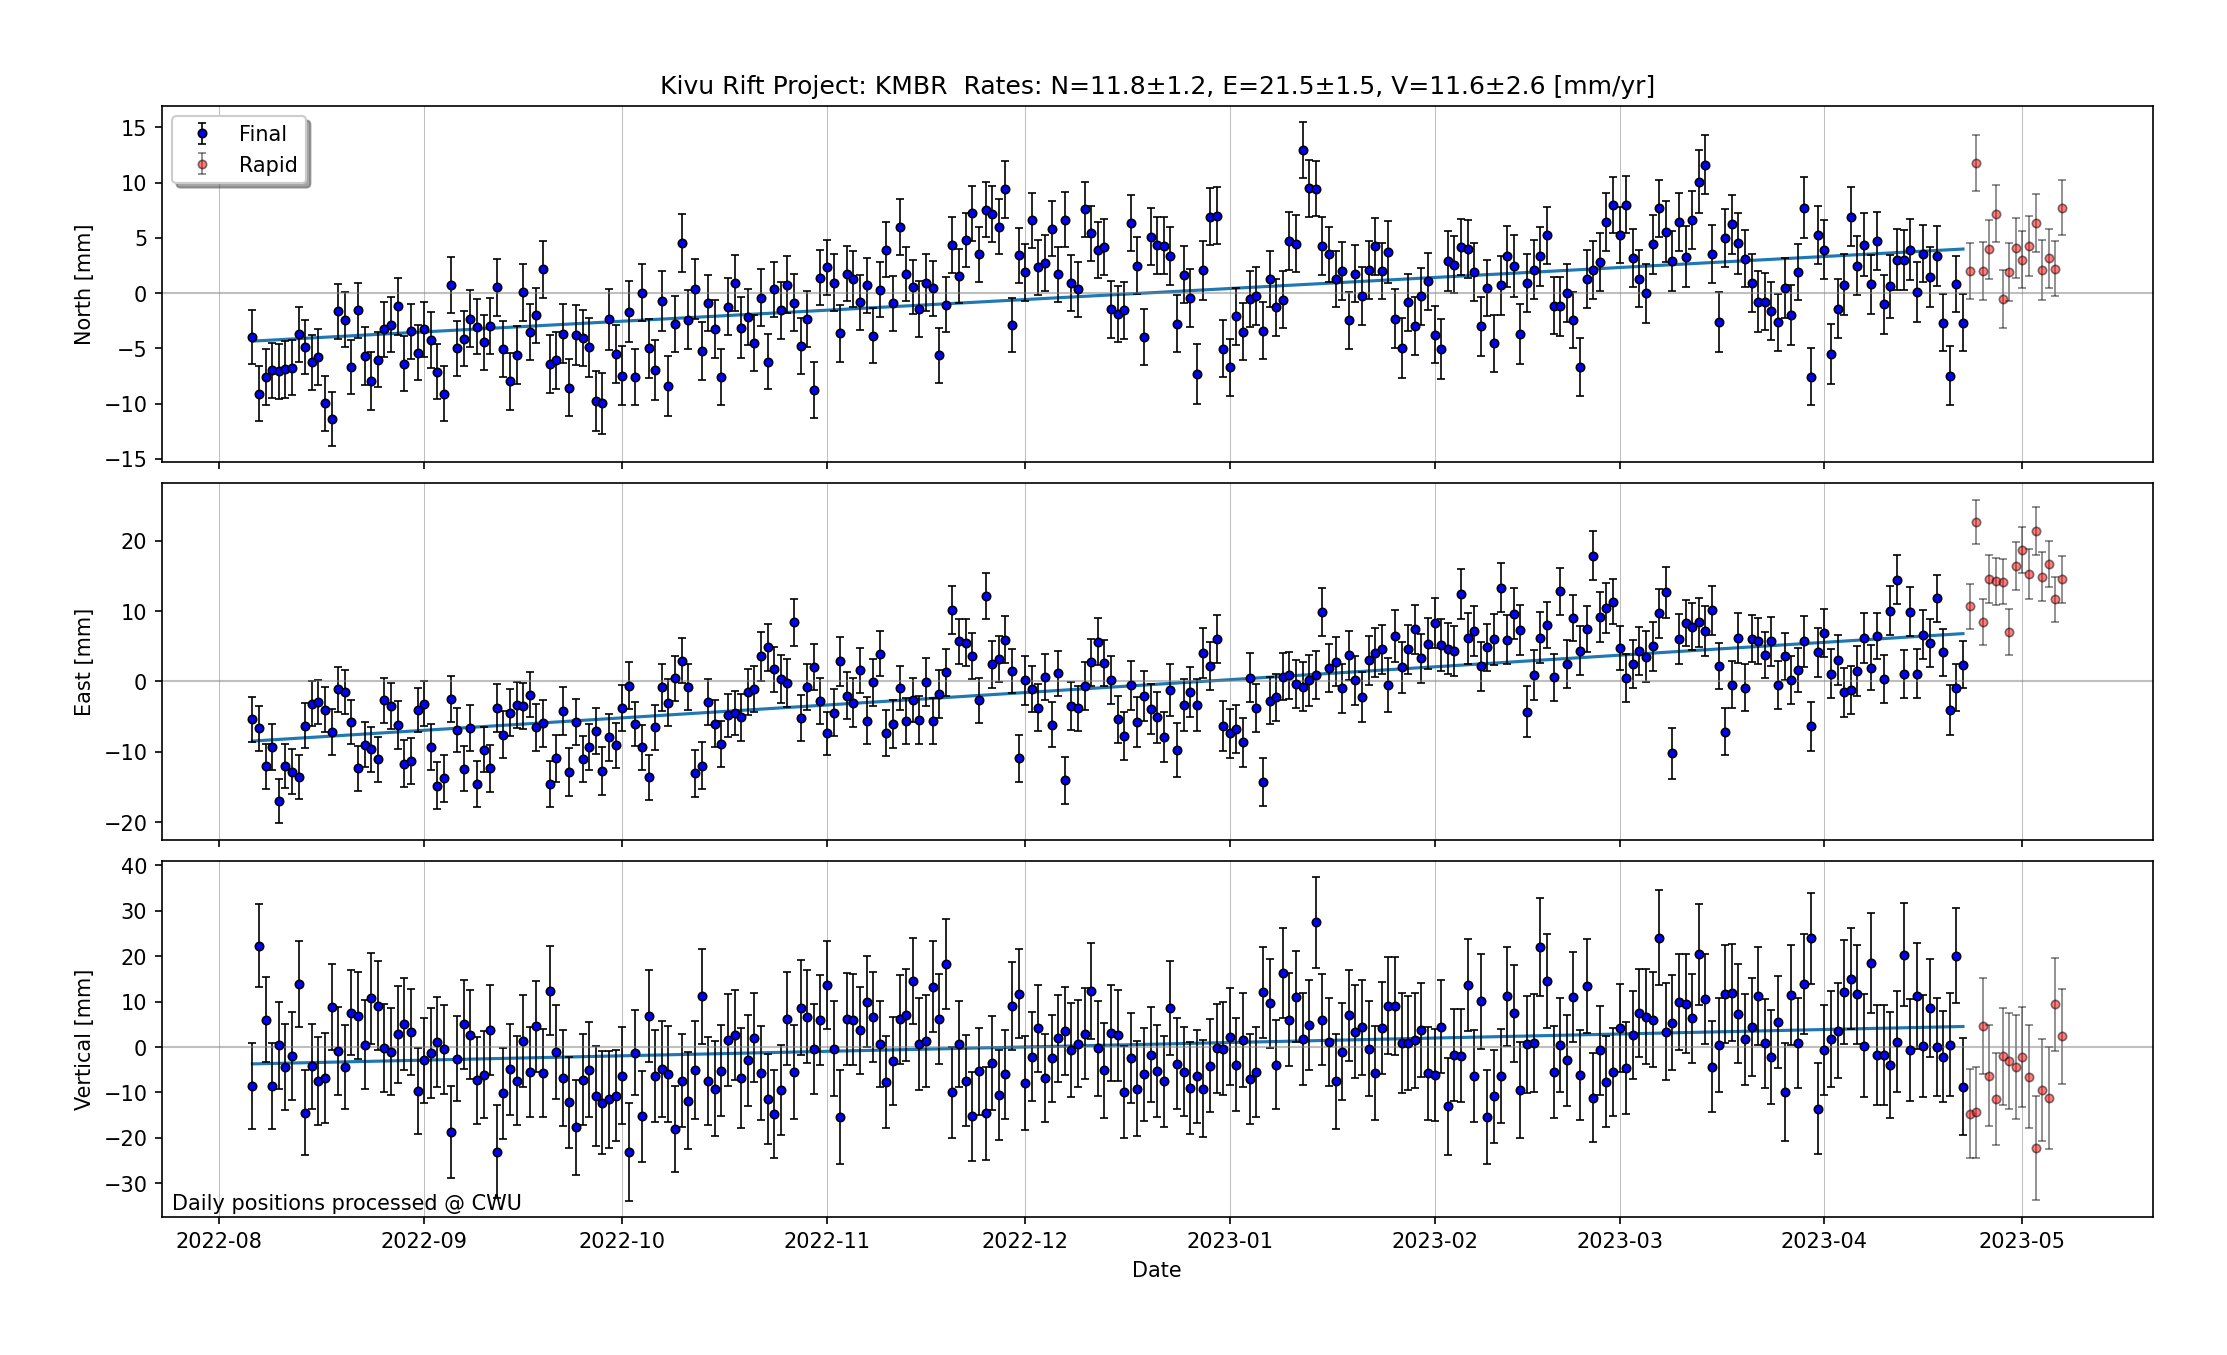 Kivu Rift Project: KMBR  Rates: N=11.8±1.2, E=21.5±1.5, V=11.6±2.6 [mm/yr]
Final
Rapid
North [mm]
15
10
5
0
−5
−10
−15
East [mm]
20
10
0
−10
−20
Vertical [mm]
40
30
20
10
0
−10
−20
−30
Daily positions processed @ CWU
2022-08 2022-09 2022-10 2022-11 2022-12 2023-01 2023-02 2023-03 2023-04 2023-05
Date